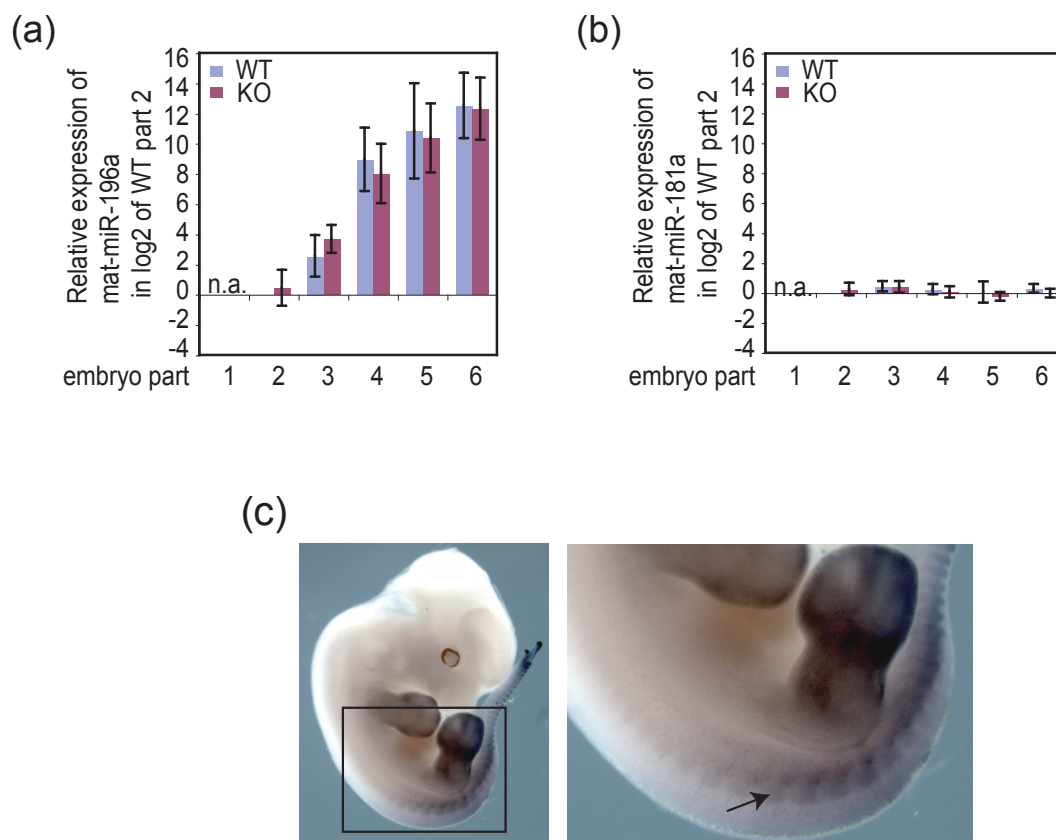 (a)
Relative expression of
mat-miR-196a
in log2 of WT part 2
16
14
12
10
8
6
4
2
0
-2
-4
WT
KO
n.a.
embryo part 1 2 3 4 5 6
(b)
Relative expression of
mat-miR-181a
in log2 of WT part 2
16
14
12
10
8
6
4
2
0
-2
-4
WT
KO
n.a.
embryo part 1 2 3 4 5 6
(c)